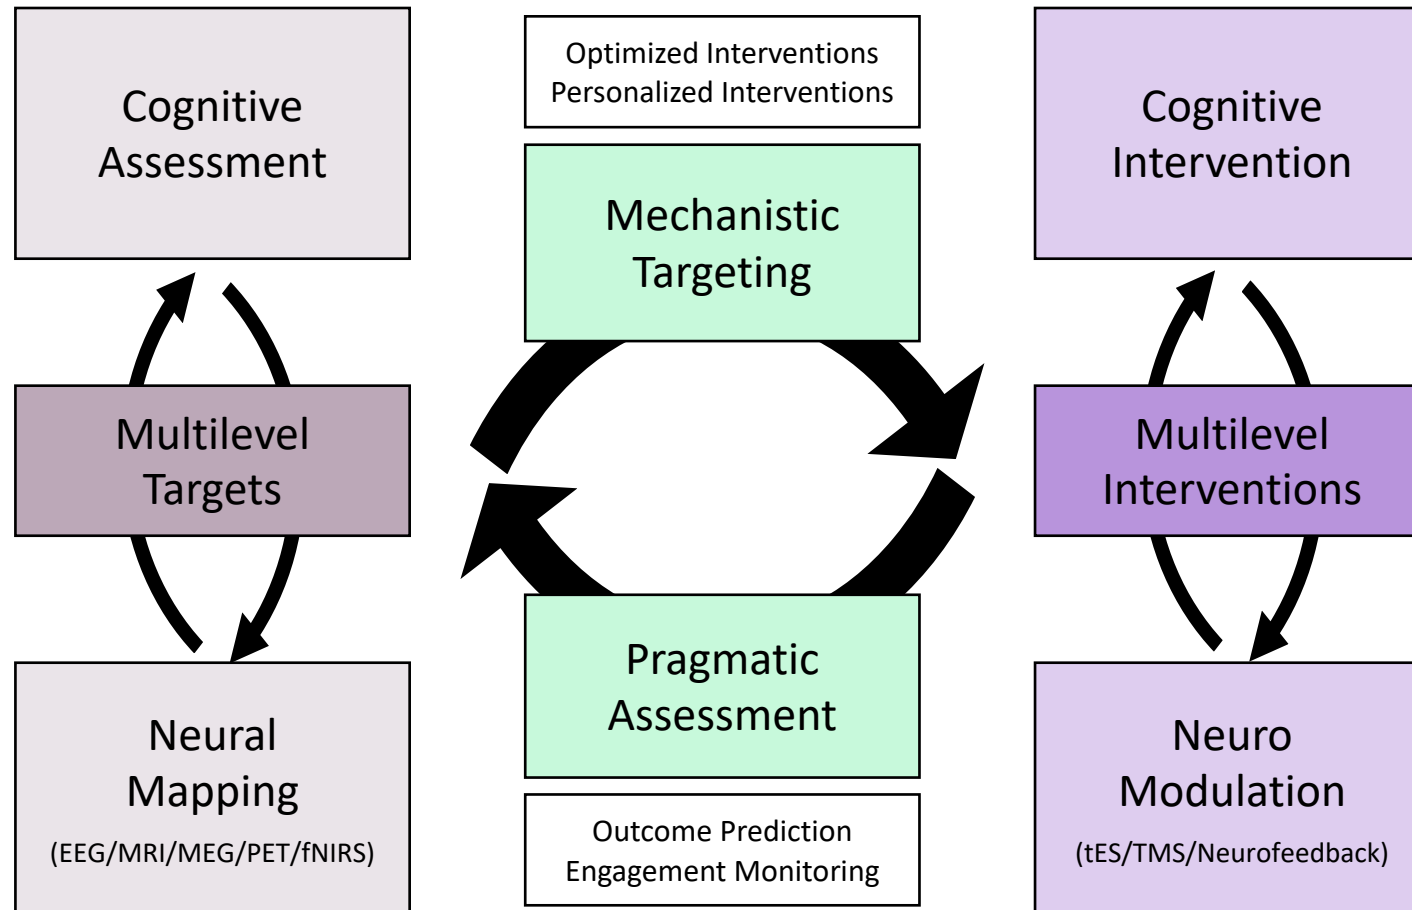 Cognitive
Assessment
Multilevel
Targets
Neural
Mapping
(EEG/MRI/MEG/PET/fNIRS)
Optimized Interventions
Personalized Interventions
Mechanistic
Targeting
Pragmatic
Assessment
Outcome Prediction
Engagement Monitoring
Cognitive
Intervention
Multilevel
Interventions
Neuro
Modulation
(tES/TMS/Neurofeedback)